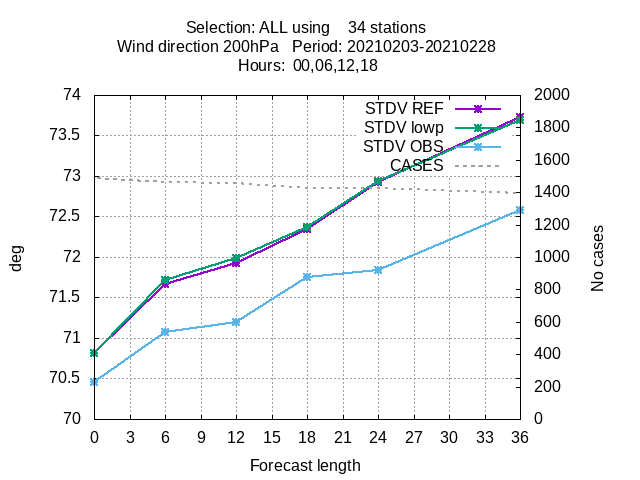 Selection: ALL using 34 stations
Wind direction 200hPa Period: 20210203-20210228
Hours: 00,06,12,18
74 2000
STDV REF
73.5 1800
STDV lowp
STDV OBS
1600
CASES
73
1400
72.5
1200
72 1000
71.5 800
600
71
400
70.5 200
70 0
deg
No cases
0 3 6 9 12 15 18 21 24 27 30 33 36
Forecast length